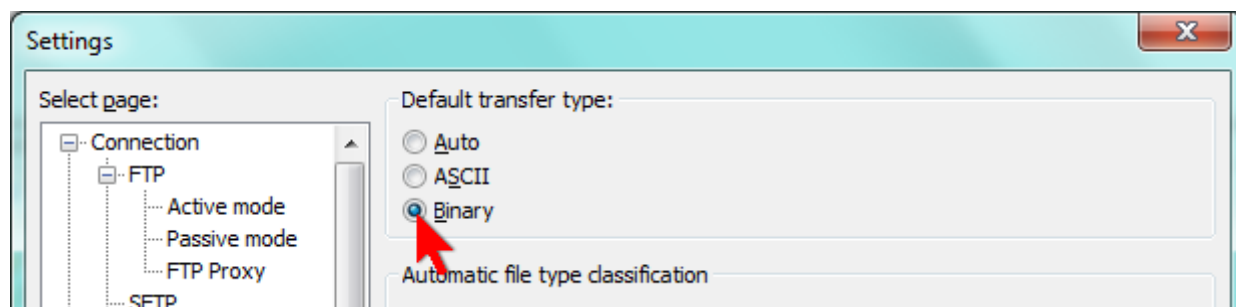 Settings
Select page:
Connection
FTP
Active mode
Passive mode
FTP Proxy
SFTP
Default transfer type:
Auto
ASCII
Binary
Automatic file type classification